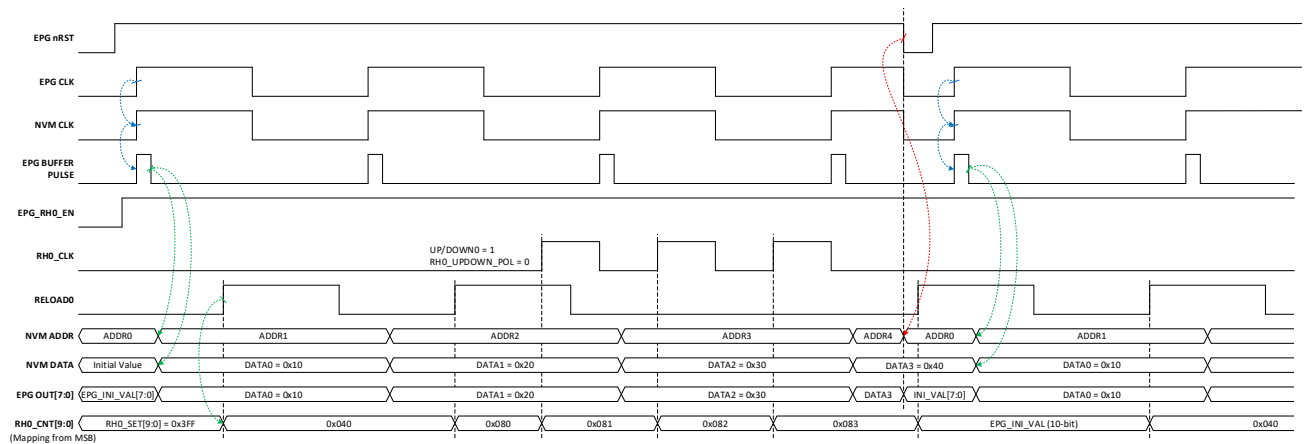 EPG nRST
EPG CLK
NVM CLK
EPG BUFFER
PULSE
EPG_RH0_EN
RH0_CLK
UP/DOWN0 = 1
RH0_UPDOWN_POL = 0
RELOAD0
NVM ADDR ADDR0 ADDR1 ADDR2 ADDR3 ADDR4 ADDR0 ADDR1
NVM DATA Initial Value DATA0 = 0x10 DATA1 = 0x20 DATA2 = 0x30 DATA3 = 0x40 DATA0 = 0x10
EPG OUT[7:0] EPG_INI_VAL[7:0] DATA0 = 0x10 DATA1 = 0x20 DATA2 = 0x30 DATA3 INI_VAL[7:0] DATA0 = 0x10
RH0_CNT[9:0] RH0_SET[9:0] = 0x3FF 0x040 0x080 0x081 0x082 0x083 EPG_INI_VAL (10-bit) 0x040
(Mapping from MSB)